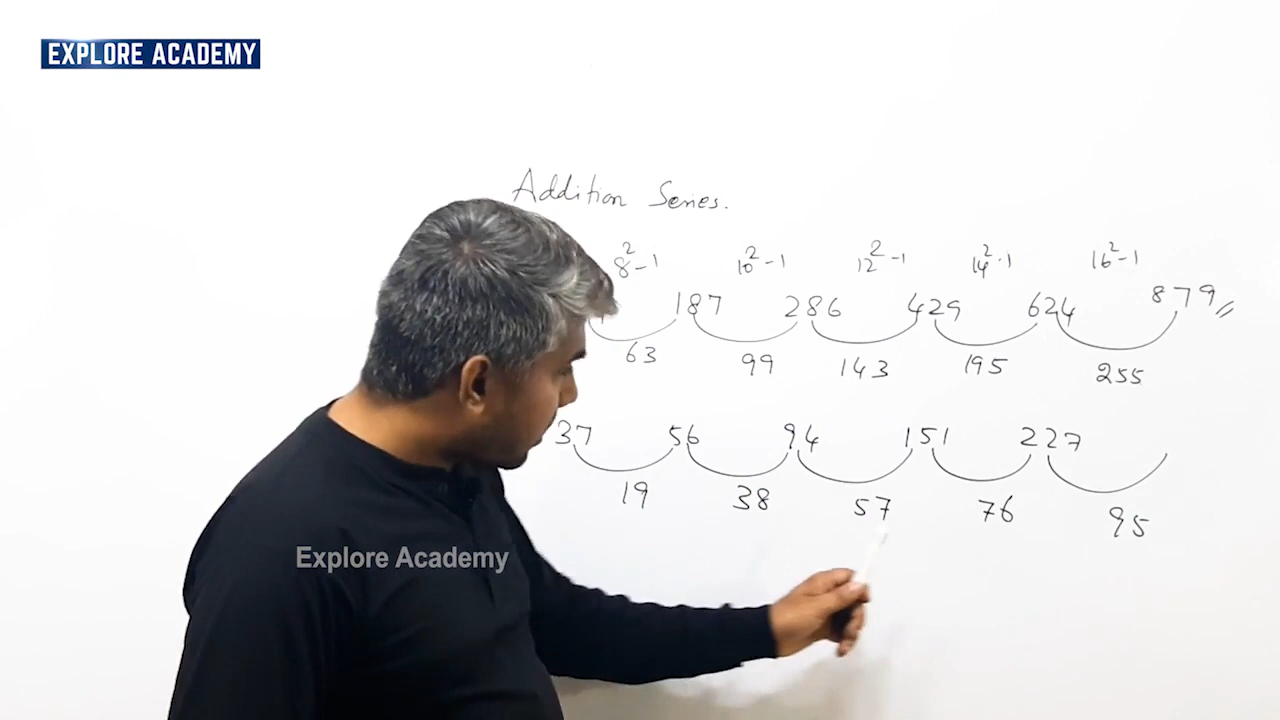 EXPLORE ACADEMY
Addition Series.
8²-1 10²-1 12²-1 14²-1 16²-1
187 286 429 624 879
63 99 143 195 255
37 56 94 151 227
19 38 57 76 95
Explore Academy